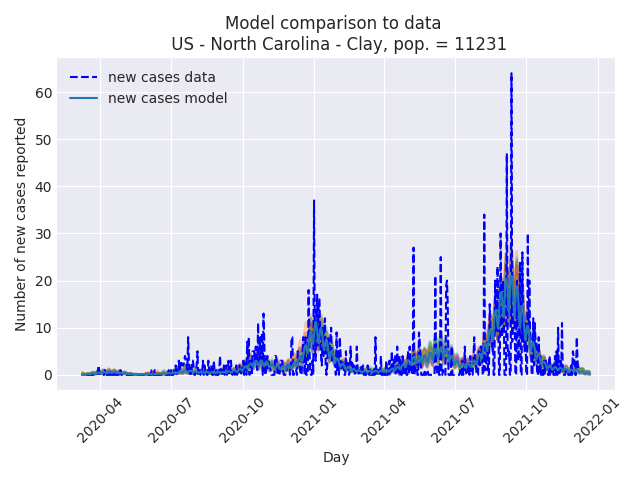 Model comparison to data
US - North Carolina - Clay, pop. = 11231
new cases data
new cases model
Number of new cases reported
60
50
40
30
20
10
0
2020-04
2020-07
2020-10
2021-01
2021-04
2021-07
2021-10
2022-01
Day